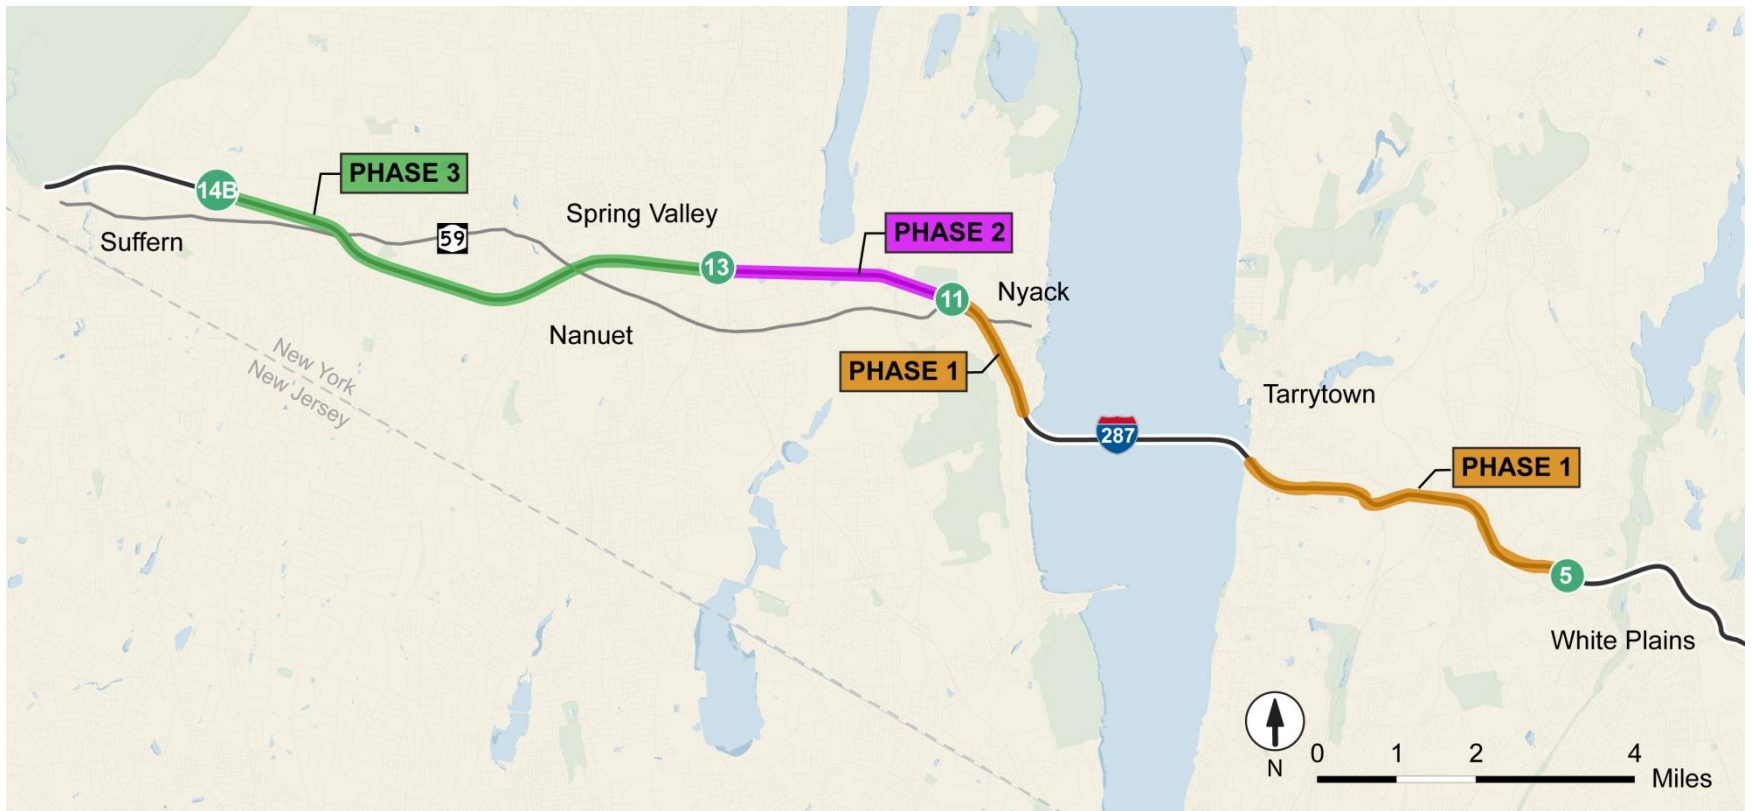 PHASE 3
14B
Spring Valley
59
PHASE 2
Suffern
13
11
Nyack
Nanuet
New York
New Jersey
PHASE 1
Tarrytown
287
PHASE 1
5
White Plains
N
0 1 2 4
Miles